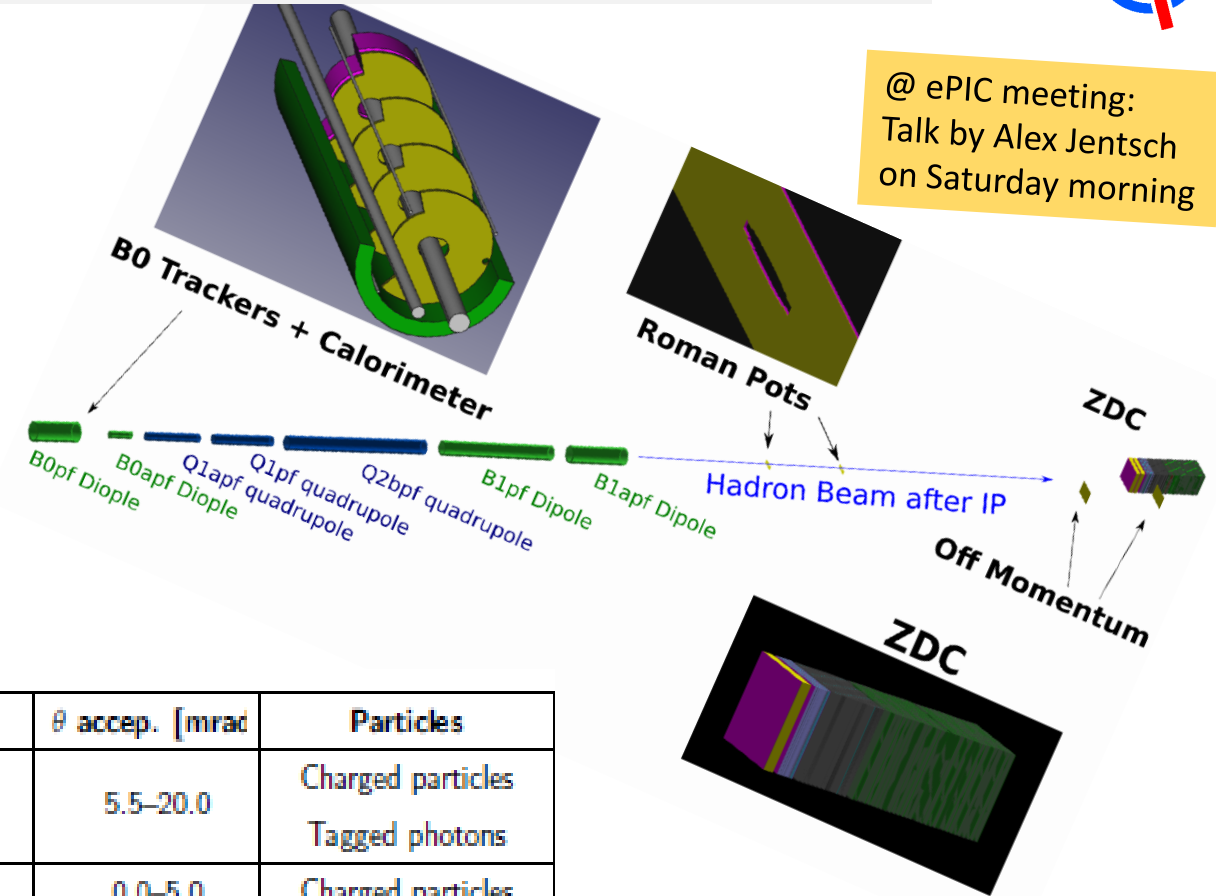 @ ePIC meeting:
Talk by Alex Jentsch
on Saturday morning
B0 Trackers + Calorimeter
Roman Pots
ZDC
B0pf Diople
B0apf Diople
Q1apf quadrupole
Q1pf quadrupole
Q2bpf quadrupole
B1pf Dipole
B1apf Dipole
Hadron Beam after IP
Off Momentum
ZDC
θ accep. [mrad
Particles
5.5–20.0
Charged particles
Tagged photons
0.0–5.0
Charged particles